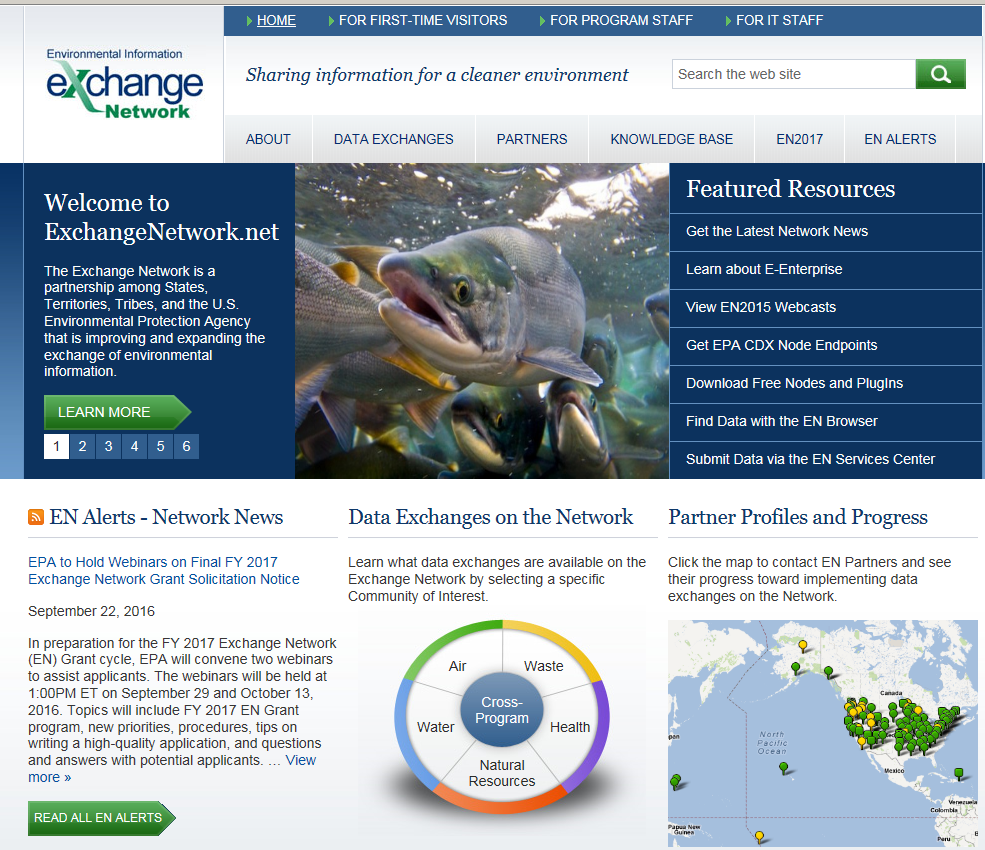 HOME
FOR FIRST-TIME VISITORS
FOR PROGRAM STAFF
FOR IT STAFF
Environmental Information
eXchange
Network
Sharing information for a cleaner environment
Search the web site
ABOUT
DATA EXCHANGES
PARTNERS
KNOWLEDGE BASE
EN2017
EN ALERTS
Welcome to
ExchangeNetwork.net
The Exchange Network is a
partnership among States,
Territories, Tribes, and the U.S.
Environmental Protection Agency
that is improving and expanding the
exchange of environmental
information.
LEARN MORE
1 2 3 4 5 6
Featured Resources
Get the Latest Network News
Learn about E-Enterprise
View EN2015 Webcasts
Get EPA CDX Node Endpoints
Download Free Nodes and PlugIns
Find Data with the EN Browser
Submit Data via the EN Services Center
EN Alerts - Network News
EPA to Hold Webinars on Final FY 2017
Exchange Network Grant Solicitation Notice
September 22, 2016
In preparation for the FY 2017 Exchange Network
(EN) Grant cycle, EPA will convene two webinars
to assist applicants. The webinars will be held at
1:00PM ET on September 29 and October 13,
2016. Topics will include FY 2017 EN Grant
program, new priorities, procedures, tips on
writing a high-quality application, and questions
and answers with potential applicants. … View
more »
READ ALL EN ALERTS
Data Exchanges on the Network
Learn what data exchanges are available on the
Exchange Network by selecting a specific
Community of Interest.
Air
Waste
Cross-
Program
Water
Health
Natural
Resources
Partner Profiles and Progress
Click the map to contact EN Partners and see
their progress toward implementing data
exchanges on the Network.
Canada
North
Pacific
Ocean
pan
Mexico
Venezuela
Colombia
Papua New
Guinea
Peru